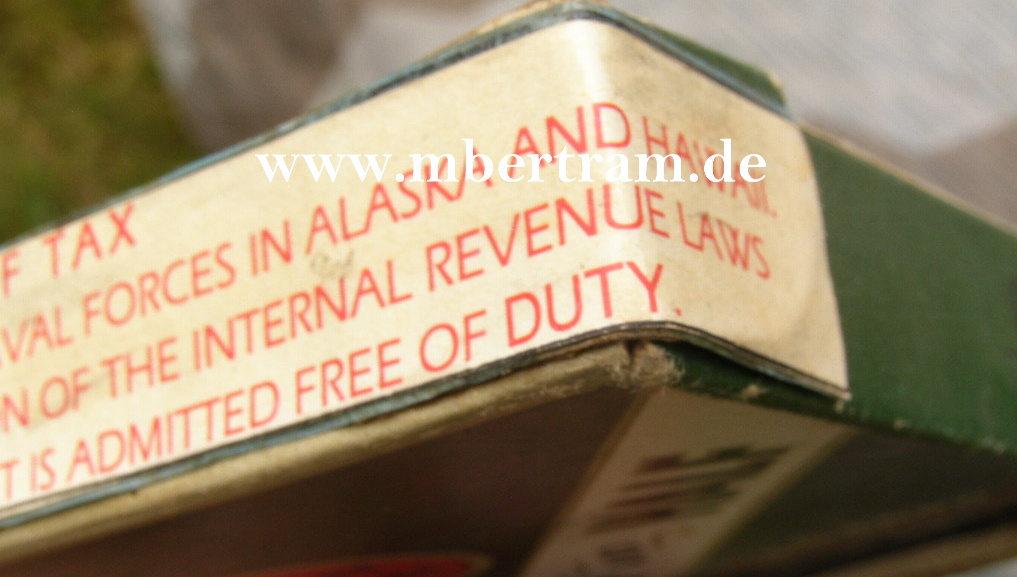 F TAX
VAL FORCES IN ALASKA AND HAWAII.
N OF THE INTERNAL REVENUE LAWS
T IS ADMITTED FREE OF DUTY.
www.mbertram.de